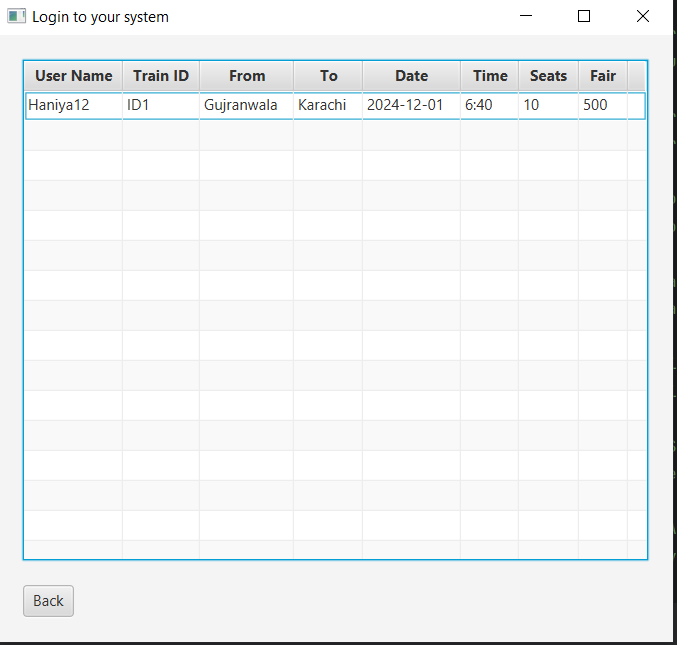 Login to your system
User Name Train ID From To Date Time Seats Fair
Haniya12 ID1 Gujranwala Karachi 2024-12-01 6:40 10 500
Back